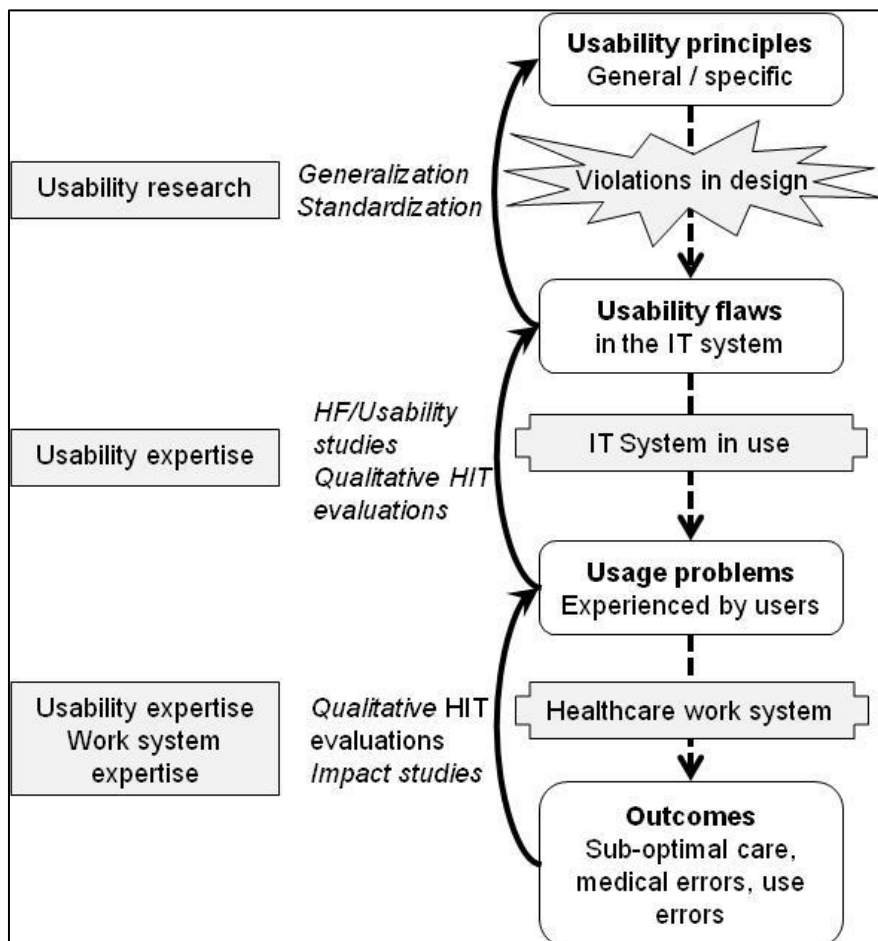 Usability principles
General / specific
Violations in design
Usability research
Generalization
Standardization
Usability flaws
in the IT system
Usability expertise
HF/Usability
studies
Qualitative HIT
evaluations
IT System in use
Usage problems
Experienced by users
Usability expertise
Work system
expertise
Qualitative HIT
evaluations
Impact studies
Healthcare work system
Outcomes
Sub-optimal care,
medical errors, use
errors